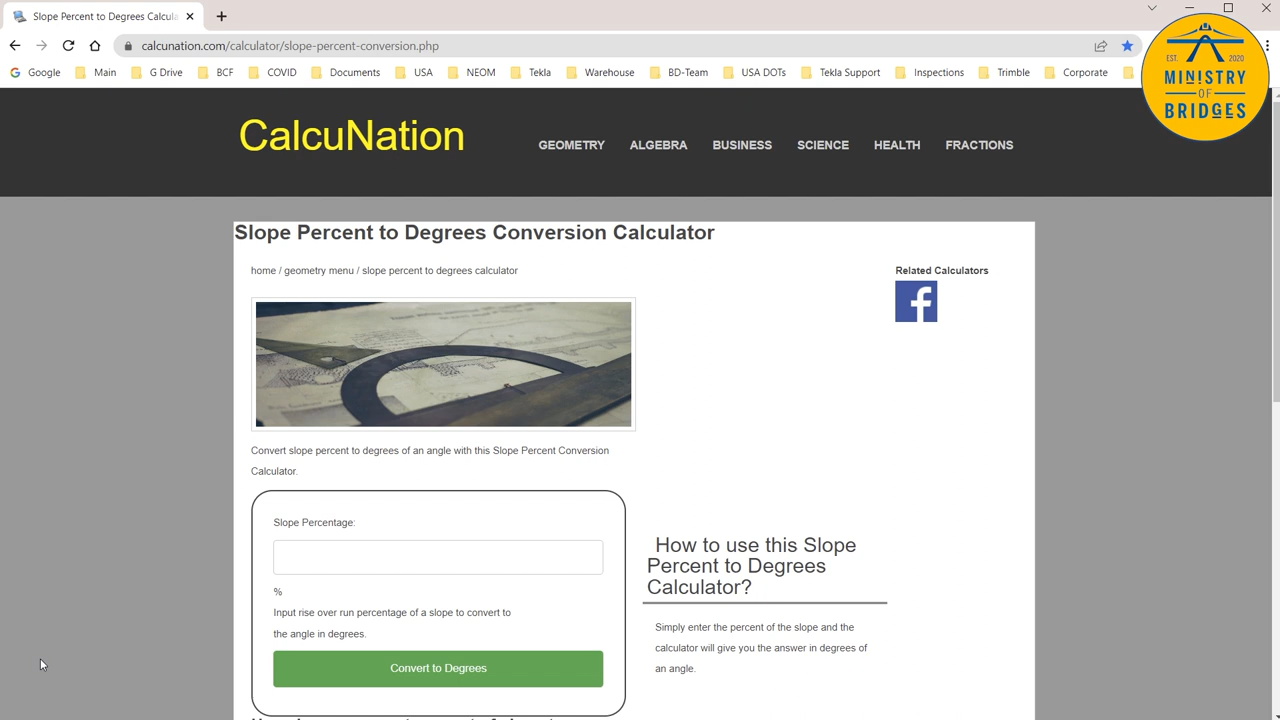 Slope Percent to Degrees Calcula
calcunation.com/calculator/slope-percent-conversion.php
Google Main G Drive BCF COVID Documents USA NEOM Tekla Warehouse BD-Team USA DOTs Tekla Support Inspections Trimble Corporate
EST. 2020
MINISTRY
OF
BRIDGES
CalcuNation
GEOMETRY ALGEBRA BUSINESS SCIENCE HEALTH FRACTIONS
Slope Percent to Degrees Conversion Calculator
home / geometry menu / slope percent to degrees calculator
Related Calculators
Convert slope percent to degrees of an angle with this Slope Percent Conversion
Calculator.
Slope Percentage:
%
Input rise over run percentage of a slope to convert to
the angle in degrees.
Convert to Degrees
How to use this Slope
Percent to Degrees
Calculator?
Simply enter the percent of the slope and the
calculator will give you the answer in degrees of
an angle.